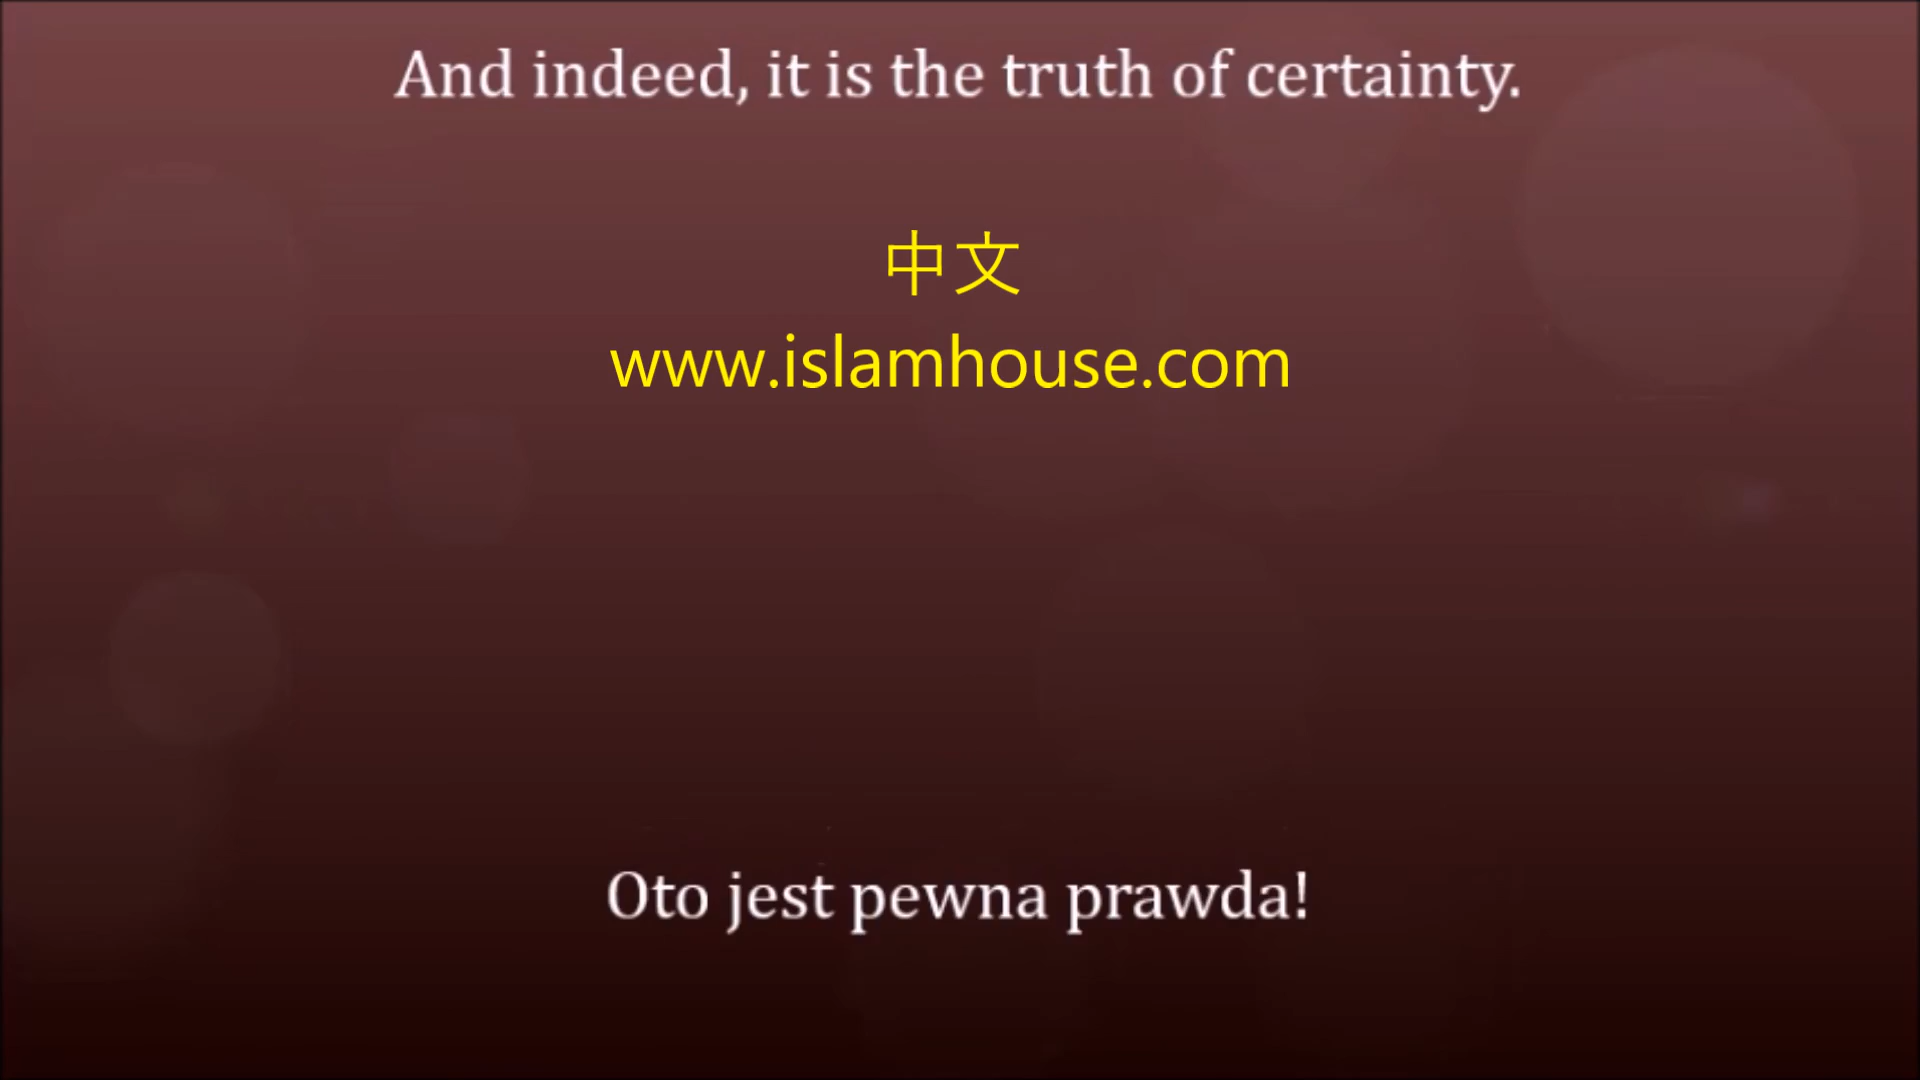 And indeed, it is the truth of certainty.
中文
www.islamhouse.com
Oto jest pewna prawda!